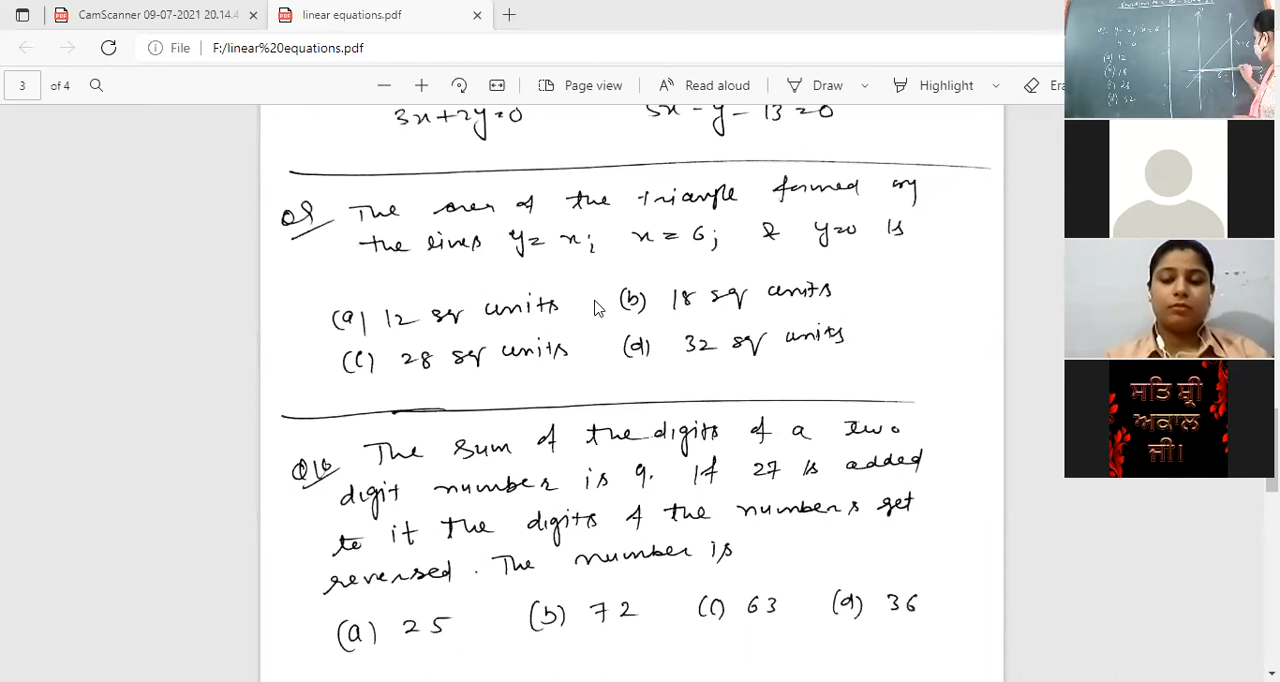 CamScanner 09-07-2021 20.14.4
linear equations.pdf
File F:/linear%20equations.pdf
3 of 4
Page view
Read aloud
Draw
Highlight
Era
3x+2y=0 5x - y - 13 = 0
Q9 The area of the triangle formed by
the lines y = x; x = 6; & y=0 is
(a) 12 sq units (b) 18 sq units
(c) 28 sq units (d) 32 sq units
Q10 The sum of the digits of a two
digit number is 9. If 27 is added
to it the digits of the numbers get
reversed. The number is
(a) 25 (b) 72 (c) 63 (d) 36
ਸਤਿ ਸ਼੍ਰੀ
ਅਕਾਲ
ਜੀ।